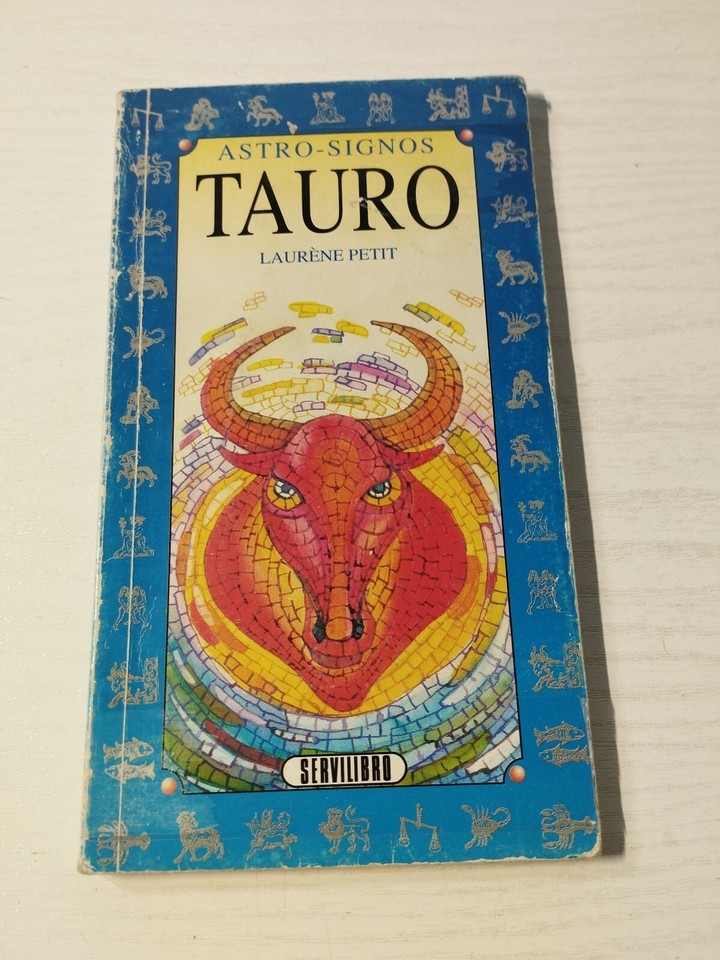 ASTRO-SIGNOS
TAURO
LAURÈNE PETIT
SERVILIBRO